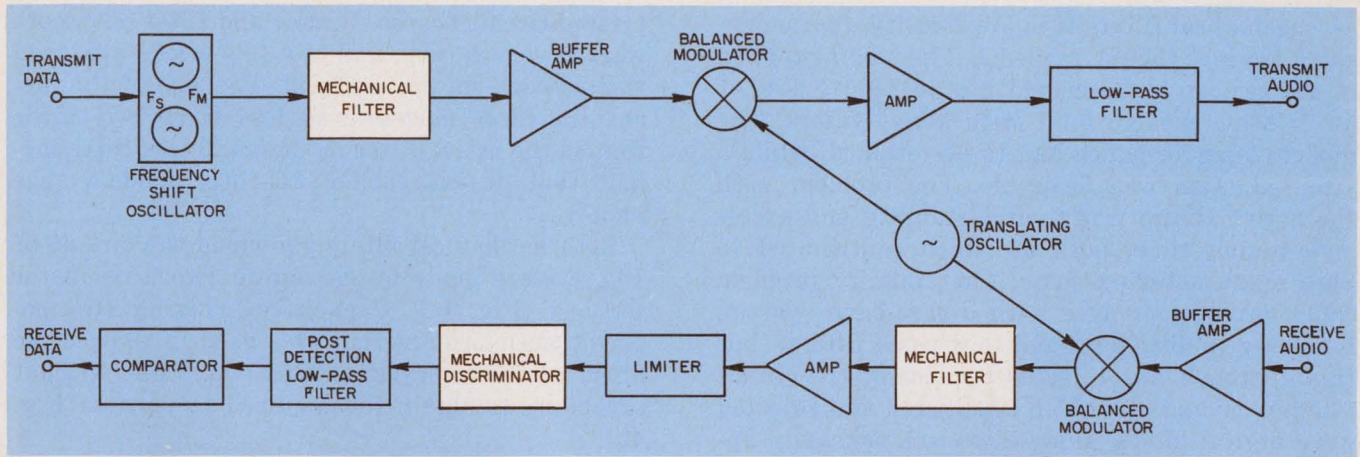 TRANSMIT
DATA
F_S F_M
FREQUENCY
SHIFT
OSCILLATOR
MECHANICAL
FILTER
BUFFER
AMP
BALANCED
MODULATOR
AMP
LOW-PASS
FILTER
TRANSMIT
AUDIO
TRANSLATING
OSCILLATOR
RECEIVE
DATA
COMPARATOR
POST
DETECTION
LOW-PASS
FILTER
MECHANICAL
DISCRIMINATOR
LIMITER
AMP
MECHANICAL
FILTER
BALANCED
MODULATOR
BUFFER
AMP
RECEIVE
AUDIO